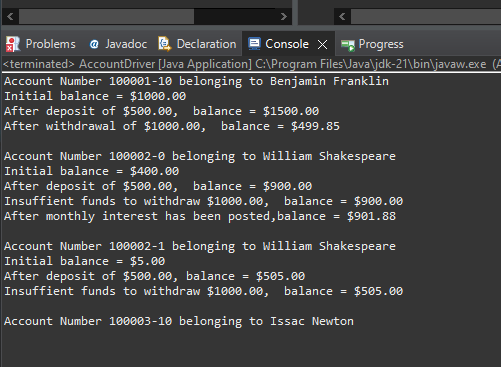 Problems @ Javadoc Declaration Console Progress
<terminated> AccountDriver [Java Application] C:\Program Files\Java\jdk-21\bin\javaw.exe (A
Account Number 100001-10 belonging to Benjamin Franklin
Initial balance = $1000.00
After deposit of $500.00,  balance = $1500.00
After withdrawal of $1000.00,  balance = $499.85
Account Number 100002-0 belonging to William Shakespeare
Initial balance = $400.00
After deposit of $500.00,  balance = $900.00
Insufficient funds to withdraw $1000.00,  balance = $900.00
After monthly interest has been posted,balance = $901.88
Account Number 100002-1 belonging to William Shakespeare
Initial balance = $5.00
After deposit of $500.00, balance = $505.00
Insufficient funds to withdraw $1000.00,  balance = $505.00
Account Number 100003-10 belonging to Issac Newton